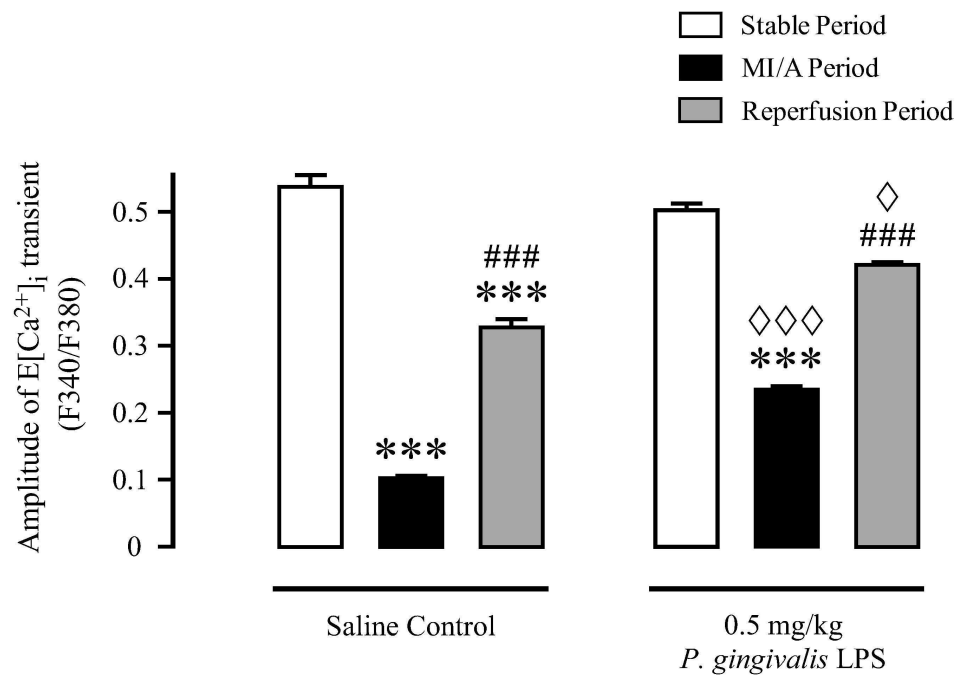 Stable Period
MI/A Period
Reperfusion Period
Amplitude of E[Ca²⁺]ᵢ transient
(F340/F380)
0.5
0.4
0.3
0.2
0.1
0
***
###
***
◊◊◊
***
◊
###
Saline Control
0.5 mg/kg
P. gingivalis LPS